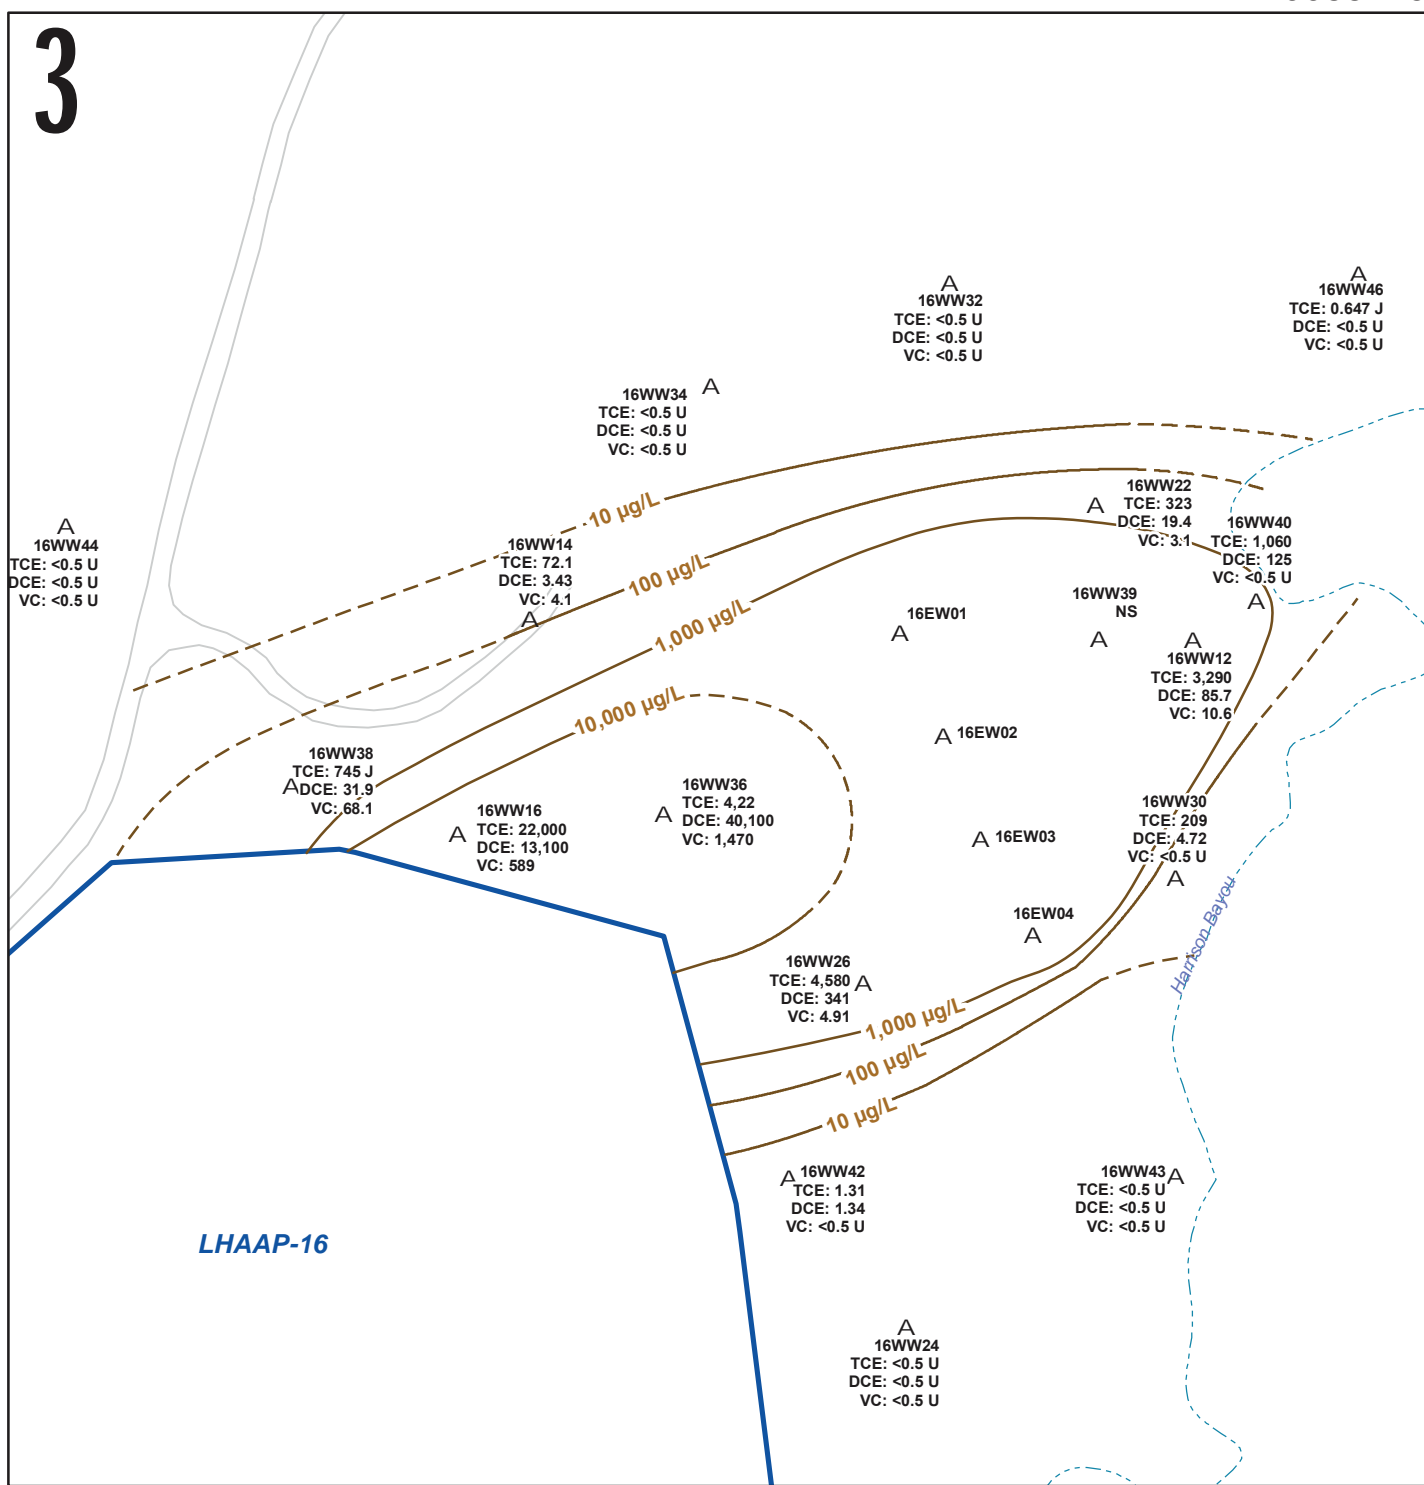 3
16WW32
TCE: <0.5 U
DCE: <0.5 U
VC: <0.5 U
16WW46
TCE: 0.647 J
DCE: <0.5 U
VC: <0.5 U
16WW34
TCE: <0.5 U
DCE: <0.5 U
VC: <0.5 U
16WW44
TCE: <0.5 U
DCE: <0.5 U
VC: <0.5 U
10 µg/L
16WW14
TCE: 72.1
DCE: 3.43
VC: 4.1
100 µg/L
1,000 µg/L
10,000 µg/L
16WW22
TCE: 323
DCE: 19.4
VC: 3.1
16WW40
TCE: 1,060
DCE: 125
VC: <0.5 U
16EW01
16WW39
NS
16WW12
TCE: 3,290
DCE: 85.7
VC: 10.6
16EW02
16WW38
TCE: 745 J
DCE: 31.9
VC: 68.1
16WW16
TCE: 22,000
DCE: 13,100
VC: 589
16WW36
TCE: 4,22
DCE: 40,100
VC: 1,470
16EW03
16WW30
TCE: 209
DCE: 4.72
VC: <0.5 U
16EW04
Harrison Bayou
16WW26
TCE: 4,580
DCE: 341
VC: 4.91
1,000 µg/L
100 µg/L
10 µg/L
16WW42
TCE: 1.31
DCE: 1.34
VC: <0.5 U
16WW43
TCE: <0.5 U
DCE: <0.5 U
VC: <0.5 U
LHAAP-16
16WW24
TCE: <0.5 U
DCE: <0.5 U
VC: <0.5 U